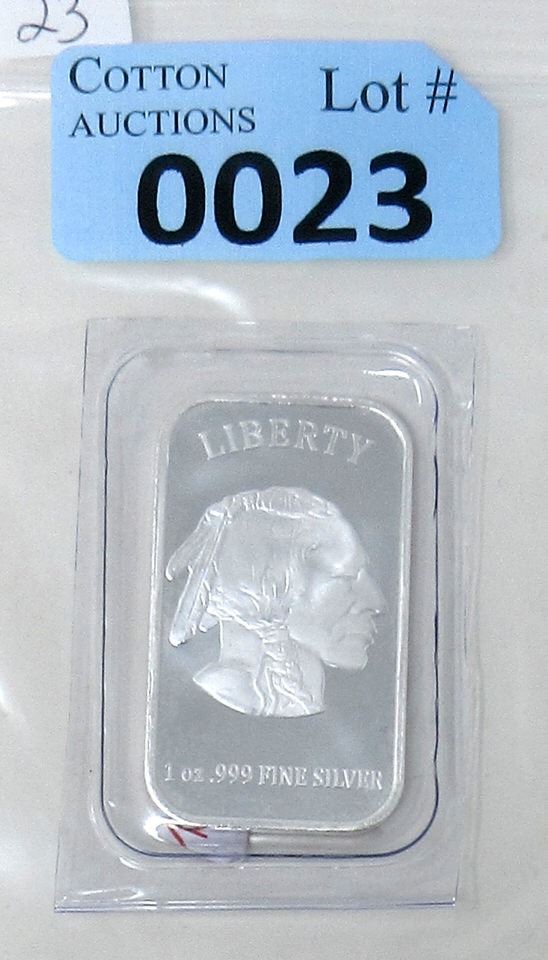 23
COTTON
AUCTIONS
Lot #
0023
LIBERTY
1 oz .999 FINE SILVER